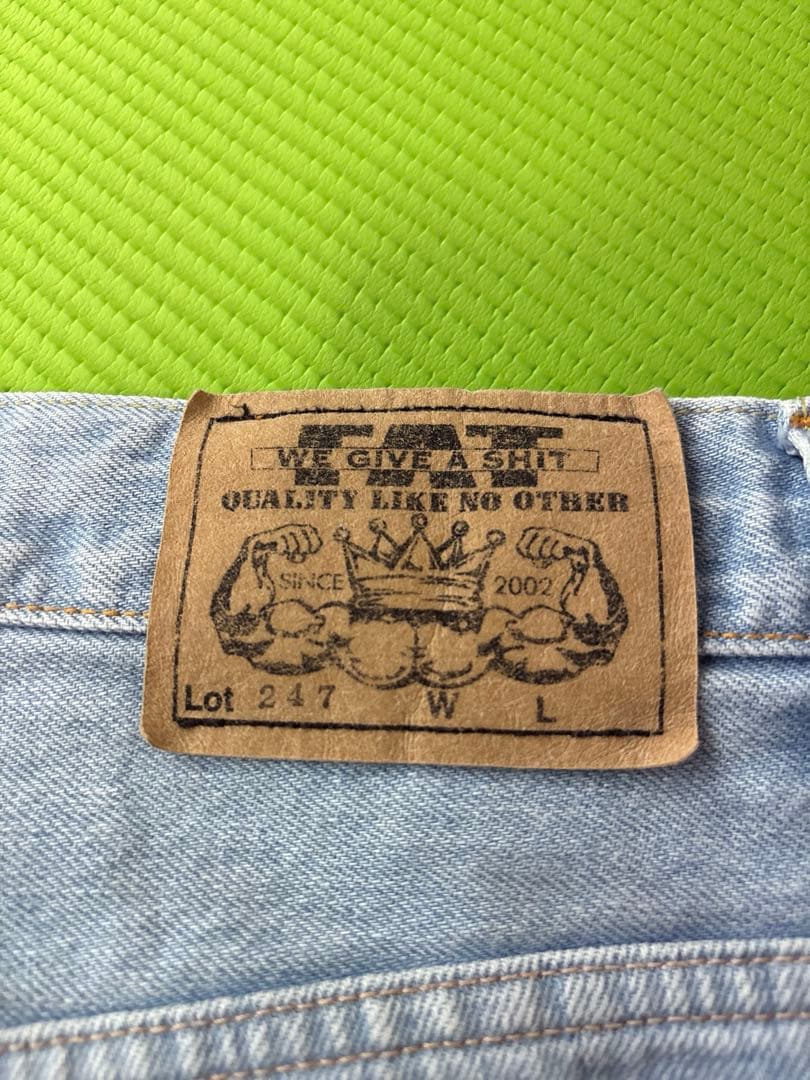 FAT
WE GIVE A SHIT
QUALITY LIKE NO OTHER
SINCE 2002
Lot 247 W L